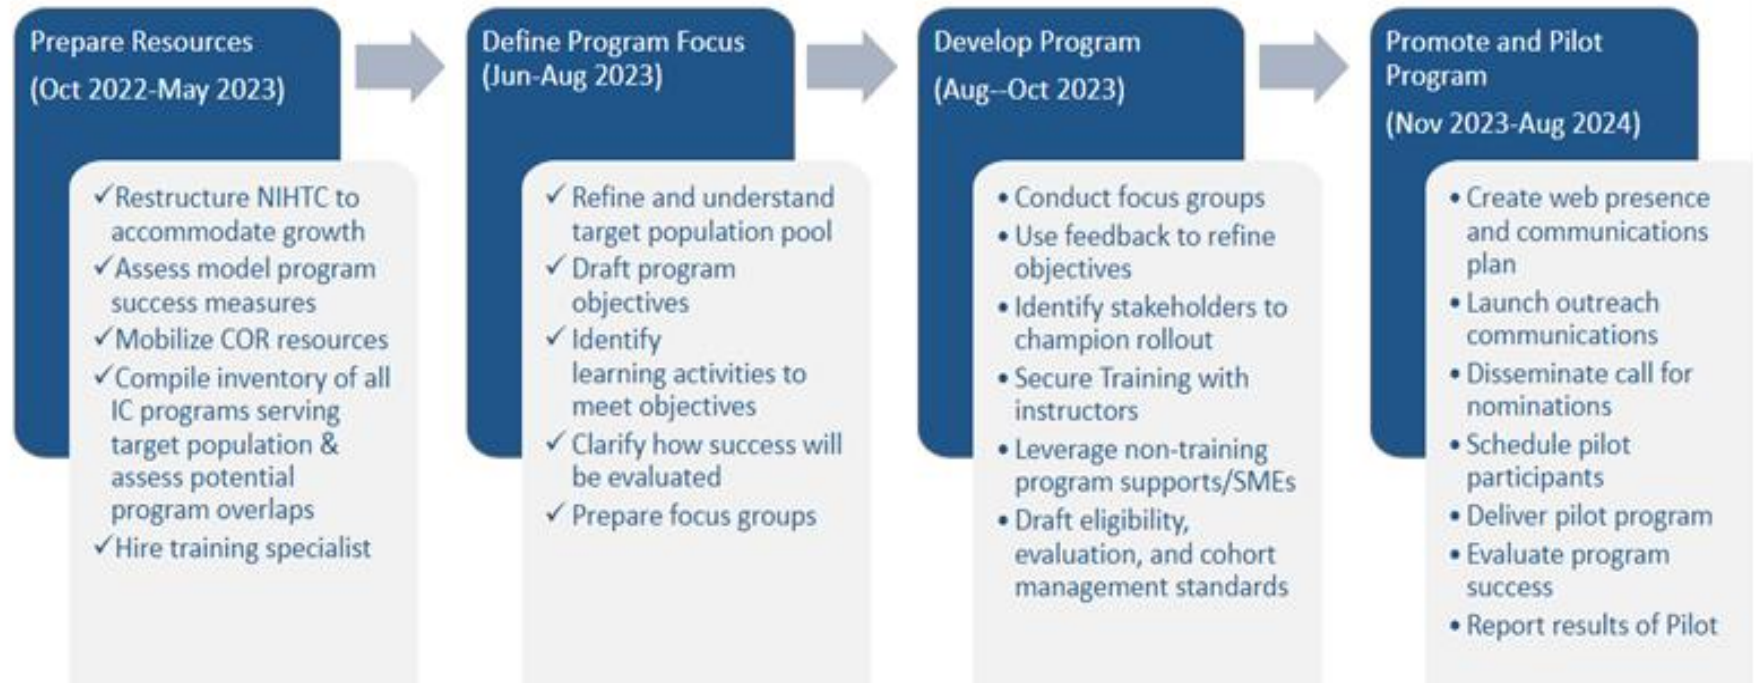 Prepare Resources
(Oct 2022-May 2023)
✓Restructure NIHTC to
accommodate growth
✓Assess model program
success measures
✓Mobilize COR resources
✓Compile inventory of all
IC programs serving
target population &
assess potential
program overlaps
✓Hire training specialist
Define Program Focus
(Jun-Aug 2023)
✓ Refine and understand
target population pool
✓ Draft program
objectives
✓ Identify
learning activities to
meet objectives
✓ Clarify how success will
be evaluated
✓ Prepare focus groups
Develop Program
(Aug--Oct 2023)
• Conduct focus groups
• Use feedback to refine
objectives
• Identify stakeholders to
champion rollout
• Secure Training with
instructors
• Leverage non-training
program supports/SMEs
• Draft eligibility,
evaluation, and cohort
management standards
Promote and Pilot
Program
(Nov 2023-Aug 2024)
• Create web presence
and communications
plan
• Launch outreach
communications
• Disseminate call for
nominations
• Schedule pilot
participants
• Deliver pilot program
• Evaluate program
success
• Report results of Pilot